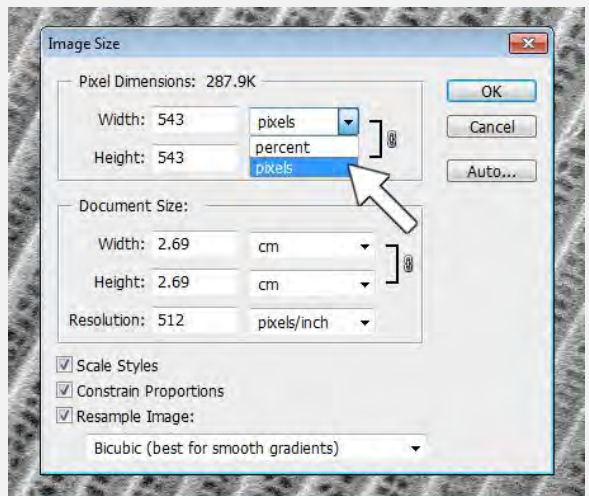 Image Size
Pixel Dimensions: 287.9K
OK
Width: 543 pixels
Cancel
percent
Height: 543
pixels
Auto...
Document Size:
Width: 2.69 cm
Height: 2.69 cm
Resolution: 512 pixels/inch
Scale Styles
Constrain Proportions
Resample Image:
Bicubic (best for smooth gradients)